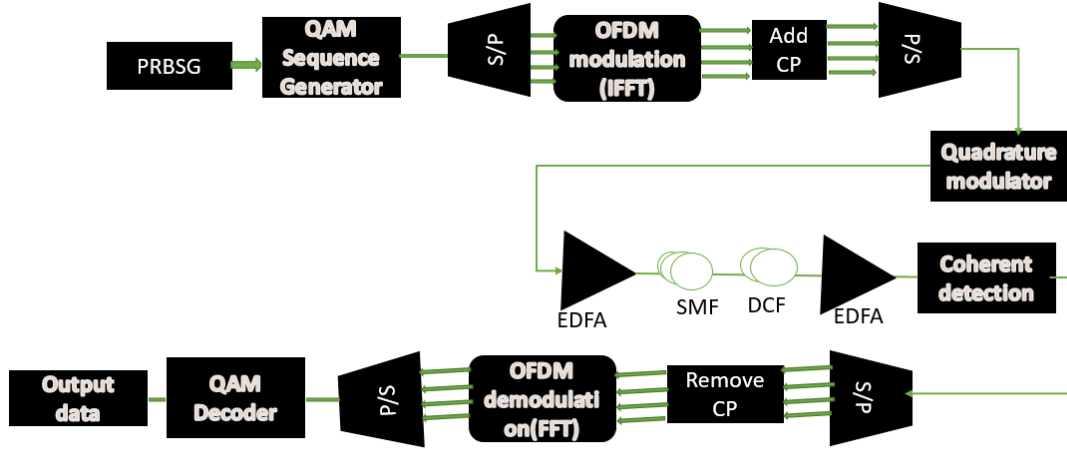 PRBSG
QAM
Sequence
Generator
S/P
OFDM
modulation
(IFFT)
Add
CP
P/S
Quadrature
modulator
EDFA
SMF
DCF
EDFA
Coherent
detection
Output
data
QAM
Decoder
P/S
OFDM
demodulati
on(FFT)
Remove
CP
S/P